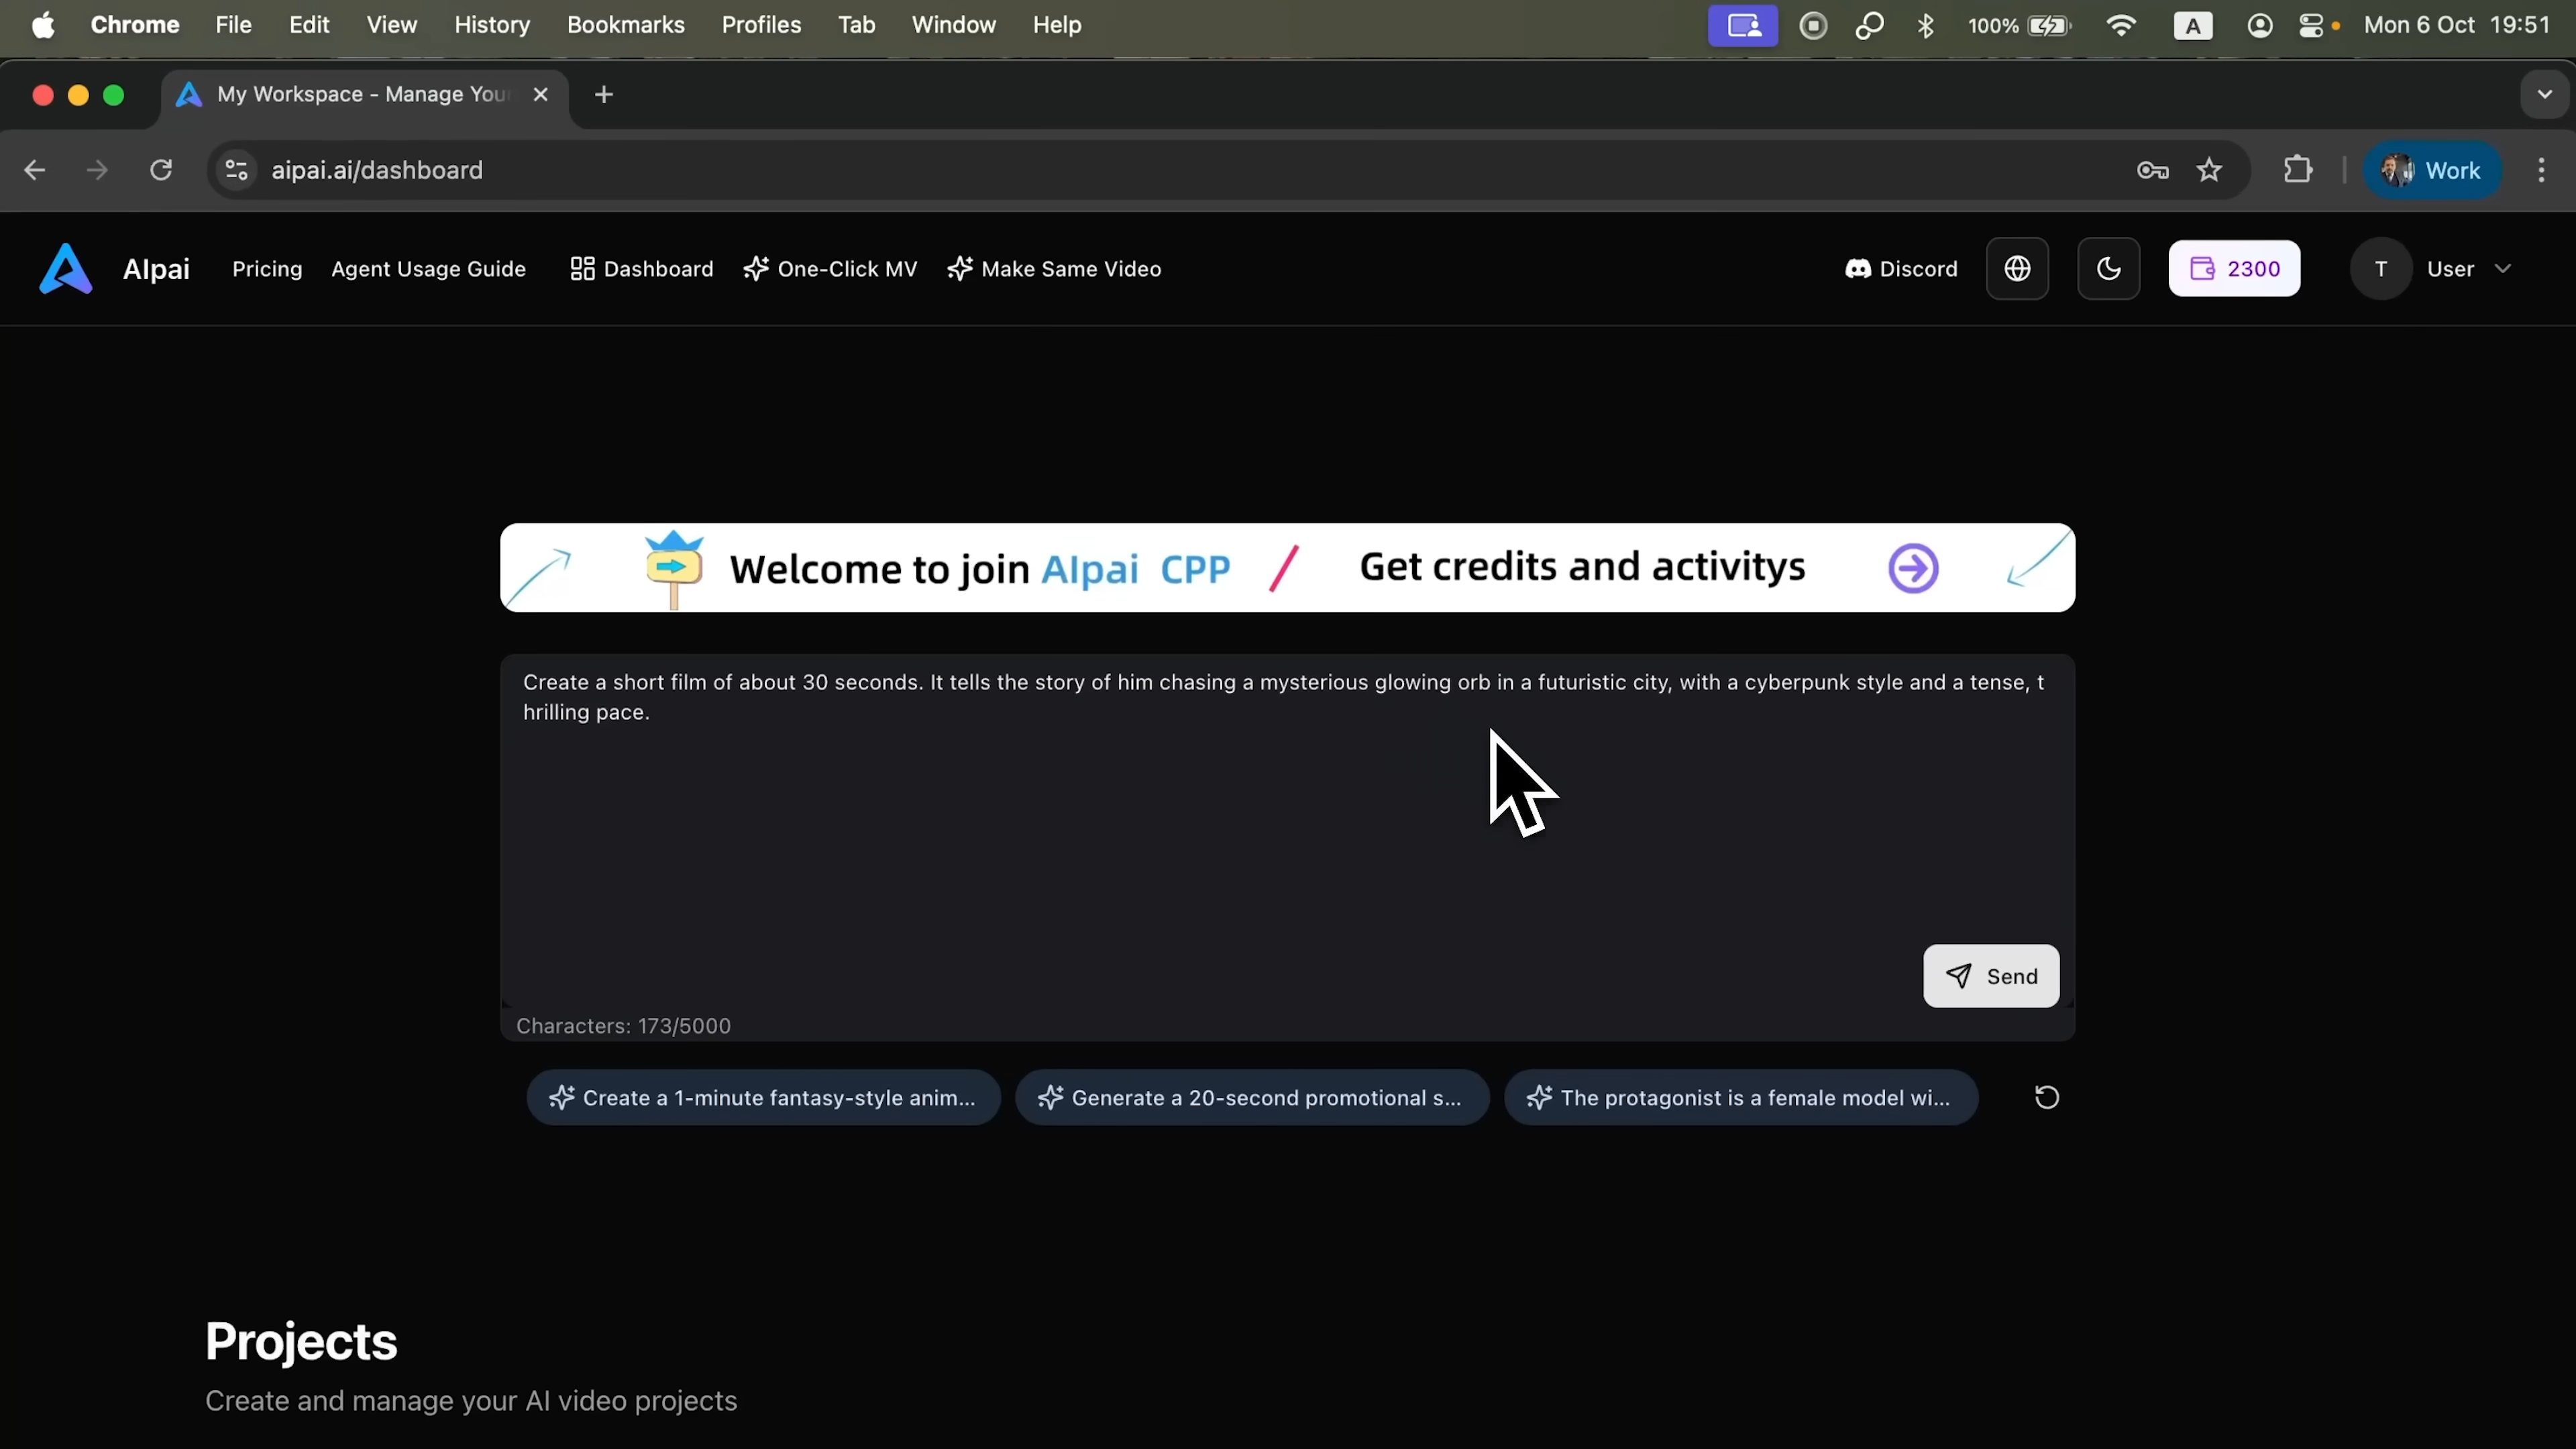 Chrome File Edit View History Bookmarks Profiles Tab Window Help 100% A Mon 6 Oct 19:51
My Workspace - Manage You
aipai.ai/dashboard Work
AIpai Pricing Agent Usage Guide Dashboard One-Click MV Make Same Video Discord 2300 T User
Welcome to join AIpai CPP / Get credits and activitys
Create a short film of about 30 seconds. It tells the story of him chasing a mysterious glowing orb in a futuristic city, with a cyberpunk style and a tense, t
hrilling pace.
Send
Characters: 173/5000
Create a 1-minute fantasy-style anim... Generate a 20-second promotional s... The protagonist is a female model wi...
Projects
Create and manage your AI video projects